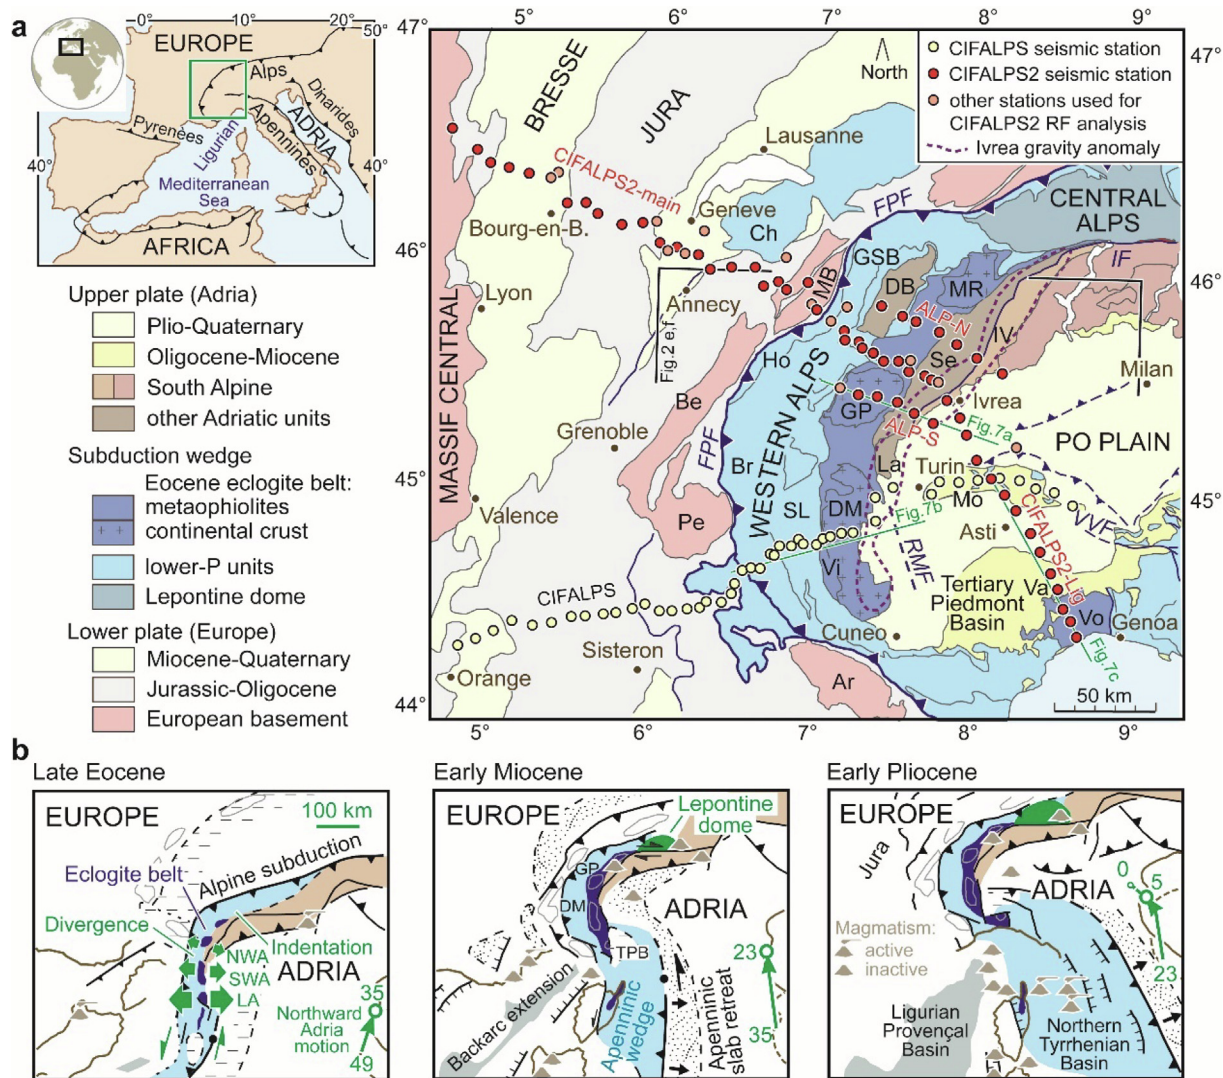 a
0°
10°
20°
50°
EUROPE
Alps
Dinarides
ADRIA
Apennines
Pyrenees
Ligurian
40°
40°
Mediterranean
Sea
AFRICA
Upper plate (Adria)
Plio-Quaternary
Oligocene-Miocene
South Alpine
other Adriatic units
Subduction wedge
Eocene eclogite belt:
metaophiolites
continental crust
lower-P units
Lepontine dome
Lower plate (Europe)
Miocene-Quaternary
Jurassic-Oligocene
European basement
5°
6°
7°
8°
9°
47°
47°
North
CIFALPS seismic station
CIFALPS2 seismic station
other stations used for
CIFALPS2 RF analysis
Ivrea gravity anomaly
BRESSE
JURA
Lausanne
CIFALPS2-main
Geneve
Ch
Bourg-en-B.
FPF
CENTRAL
ALPS
IF
46°
46°
GSB
DB
MR
MB
Lyon
Annecy
Fig.2 e,f
ALP-N
IV
Se
Ho
Milan
MASSIF CENTRAL
WESTERN ALPS
GP
Ivrea
Be
Grenoble
FPF
ALP-S
Fig.7a
PO PLAIN
45°
45°
Br
La
Turin
Mo
Valence
Pe
SL
DM
Fig.7b
Asti
CIFALPS2-Lig
VVF
RMF
Vi
CIFALPS
Tertiary
Piedmont
Basin
Va
Vo
Genoa
Cuneo
Sisteron
Orange
Ar
Fig.7c
50 km
44°
5°
6°
7°
8°
9°
b
Late Eocene
EUROPE
100 km
Alpine subduction
Eclogite belt
Divergence
Indentation
NWA
SWA
LA
ADRIA
35
Northward
Adria
motion
49
Early Miocene
EUROPE
Lepontine
dome
GP
DM
ADRIA
TPB
23
35
Backarc extension
Apenninic
wedge
Apenninic
slab retreat
Early Pliocene
EUROPE
Jura
ADRIA
0
5
23
Magmatism:
active
inactive
Ligurian
Provençal
Basin
Northern
Tyrrhenian
Basin